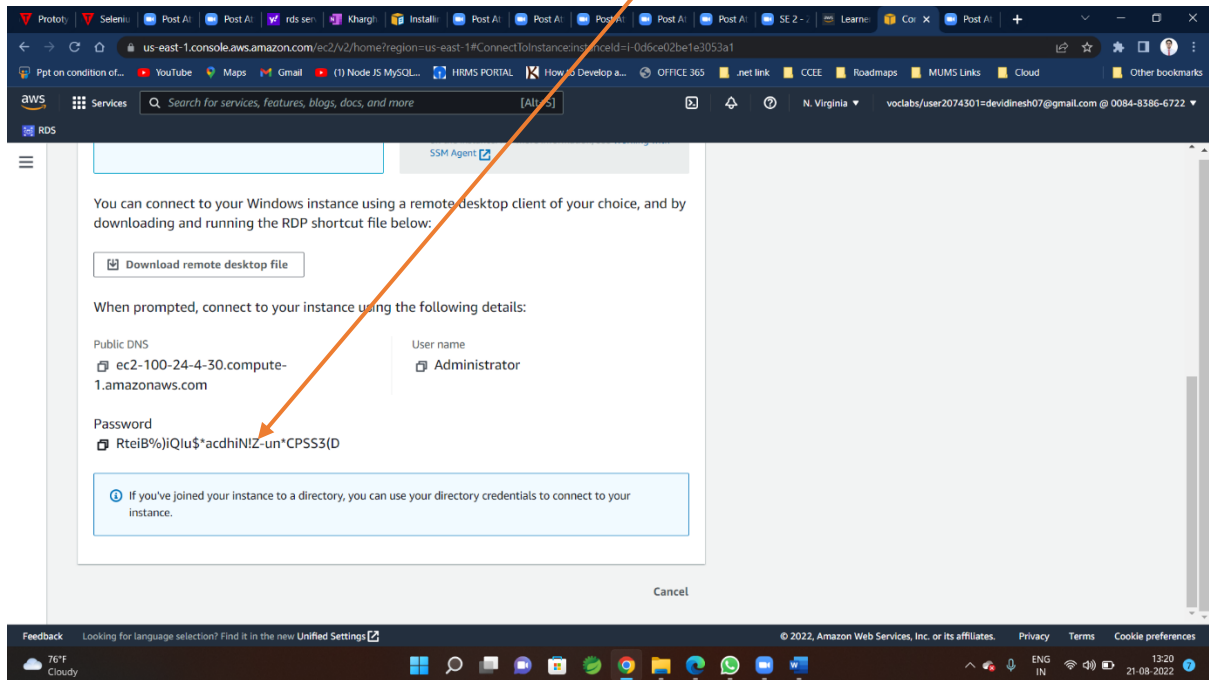 Prototy
Seleniu
Post At
Post At
rds serv
Khargh
Installin
Post At
Post At
Post At
Post At
Post At
SE 2 -
Learner
Cor
Post At
us-east-1.console.aws.amazon.com/ec2/v2/home?region=us-east-1#ConnectToInstance:instanceId=i-0d6ce02be1e3053a1
Ppt on condition of...
YouTube
Maps
Gmail
(1) Node JS MySQL...
HRMS PORTAL
How to Develop a...
OFFICE 365
.net link
CCEE
Roadmaps
MUMS Links
Cloud
Other bookmarks
aws
Services
Search for services, features, blogs, docs, and more
[Alt+S]
N. Virginia
voclabs/user2074301=devidinesh07@gmail.com @ 0084-8386-6722
RDS
SSM Agent
You can connect to your Windows instance using a remote desktop client of your choice, and by
downloading and running the RDP shortcut file below:
Download remote desktop file
When prompted, connect to your instance using the following details:
Public DNS
ec2-100-24-4-30.compute-
1.amazonaws.com
User name
Administrator
Password
RteiB%)iQIu$*acdhiN!Z-un*CPSS3(D
If you've joined your instance to a directory, you can use your directory credentials to connect to your
instance.
Cancel
Feedback
Looking for language selection? Find it in the new Unified Settings
© 2022, Amazon Web Services, Inc. or its affiliates.
Privacy
Terms
Cookie preferences
76°F
Cloudy
ENG
IN
13:20
21-08-2022
7